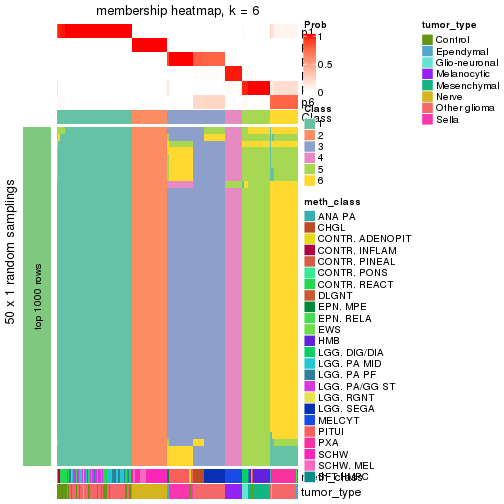 membership heatmap, k = 6
50 x 1 random samplings
top 1000 rows
p1
p6
Class
Prob
1
0.5
0
Class
1
2
3
4
5
6
meth_class
ANA PA
CHGL
CONTR. ADENOPIT
CONTR. INFLAM
CONTR. PINEAL
CONTR. PONS
CONTR. REACT
DLGNT
EPN. MPE
EPN. RELA
EWS
HMB
LGG. DIG/DIA
LGG. PA MID
LGG. PA PF
LGG. PA/GG ST
LGG. RGNT
LGG. SEGA
MELCYT
PITUI
PXA
SCHW
SCHW. MEL
tumor_type
Control
Ependymal
Glio-neuronal
Melanocytic
Mesenchymal
Nerve
Other glioma
Sella
tumor_type